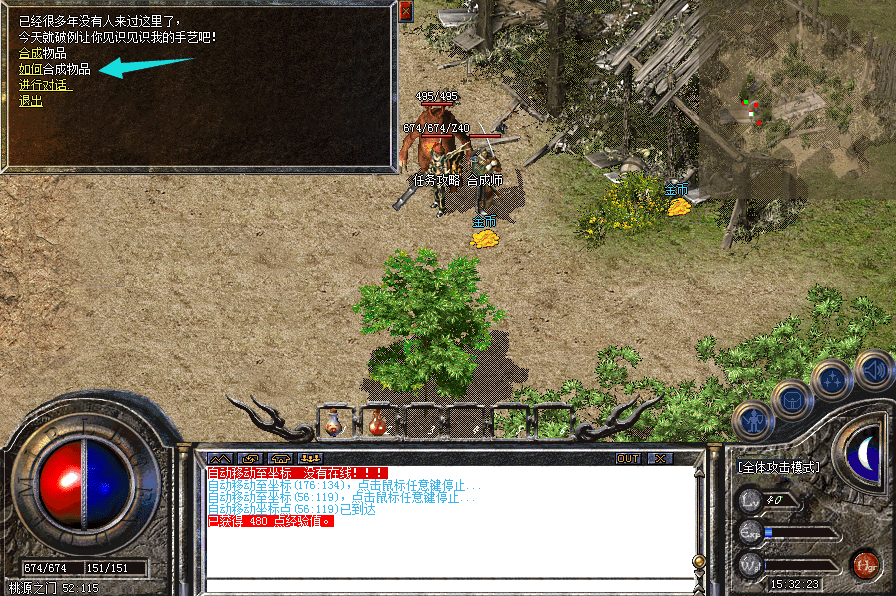 已经很多年没有人来过这里了，
今天就破例让你见识见识我的手艺吧！
合成物品
如何合成物品
进行对话
退出
495/495
674/674/Z40
任务攻略 合成师
金币
金币
OUT
自动移动至坐标 没有在线！！！
自动移动至坐标(176:134)，点击鼠标任意键停止...
自动移动至坐标(56:119)，点击鼠标任意键停止...
自动移动坐标点(56:119)已到达
已获得 480 点经验值。
[全体攻击模式]
Lv 40
Exp
674/674 151/151
桃源之门 52:115
15:32:23